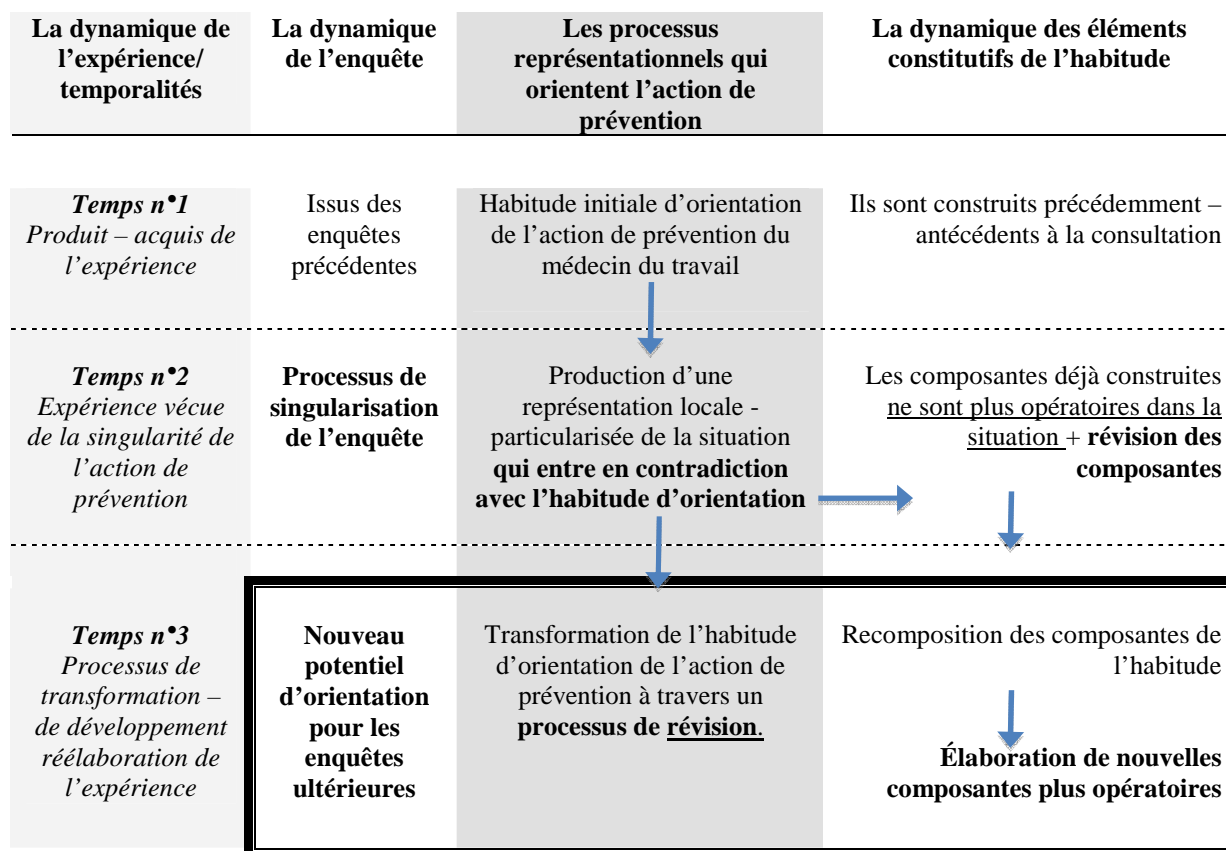 La dynamique de
l’expérience/
temporalités
La dynamique
de l’enquête
Les processus
représentationnels qui
orientent l’action de
prévention
La dynamique des éléments
constitutifs de l’habitude
Temps n°1
Produit – acquis de
l’expérience
Issus des
enquêtes
précédentes
Habitude initiale d’orientation
de l’action de prévention du
médecin du travail
Ils sont construits précédemment –
antécédents à la consultation
Temps n°2
Expérience vécue
de la singularité de
l’action de
prévention
Processus de
singularisation
de l’enquête
Production d’une
représentation locale -
particularisée de la situation
qui entre en contradiction
avec l’habitude d’orientation
Les composantes déjà construites
ne sont plus opératoires dans la
situation + révision des
composantes
Temps n°3
Processus de
transformation –
de développement
réélaboration de
l’expérience
Nouveau
potentiel
d’orientation
pour les
enquêtes
ultérieures
Transformation de l’habitude
d’orientation de l’action de
prévention à travers un
processus de révision.
Recomposition des composantes de
l’habitude
Élaboration de nouvelles
composantes plus opératoires